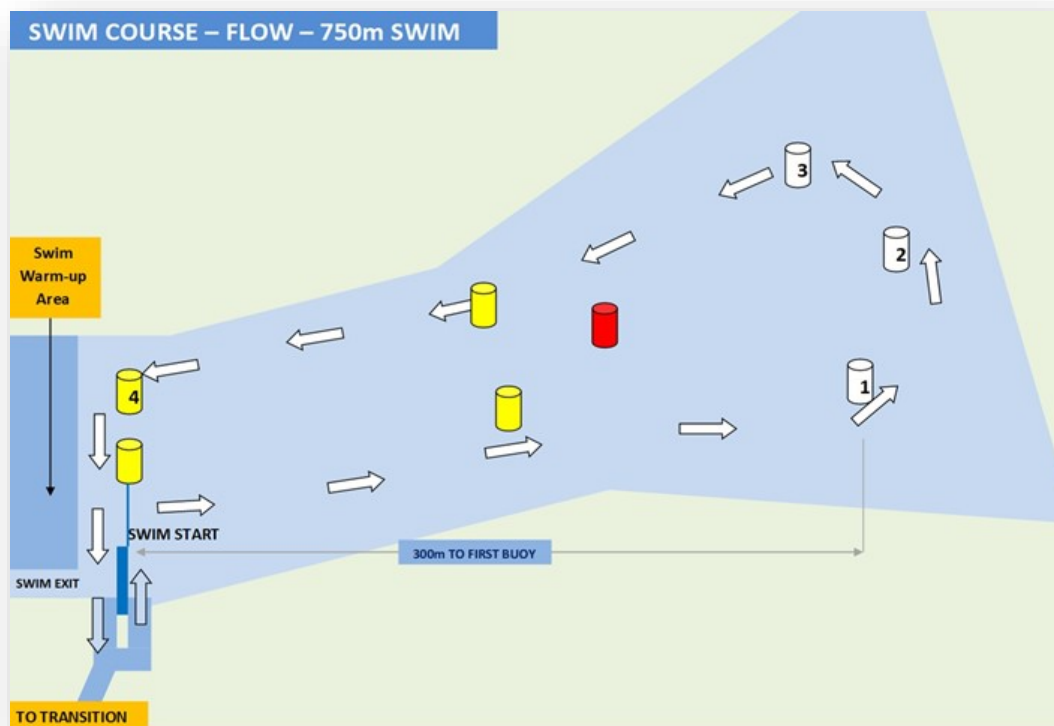 SWIM COURSE – FLOW – 750m SWIM
3
2
Swim
Warm-up
Area
1
4
SWIM START
300m TO FIRST BUOY
SWIM EXIT
TO TRANSITION